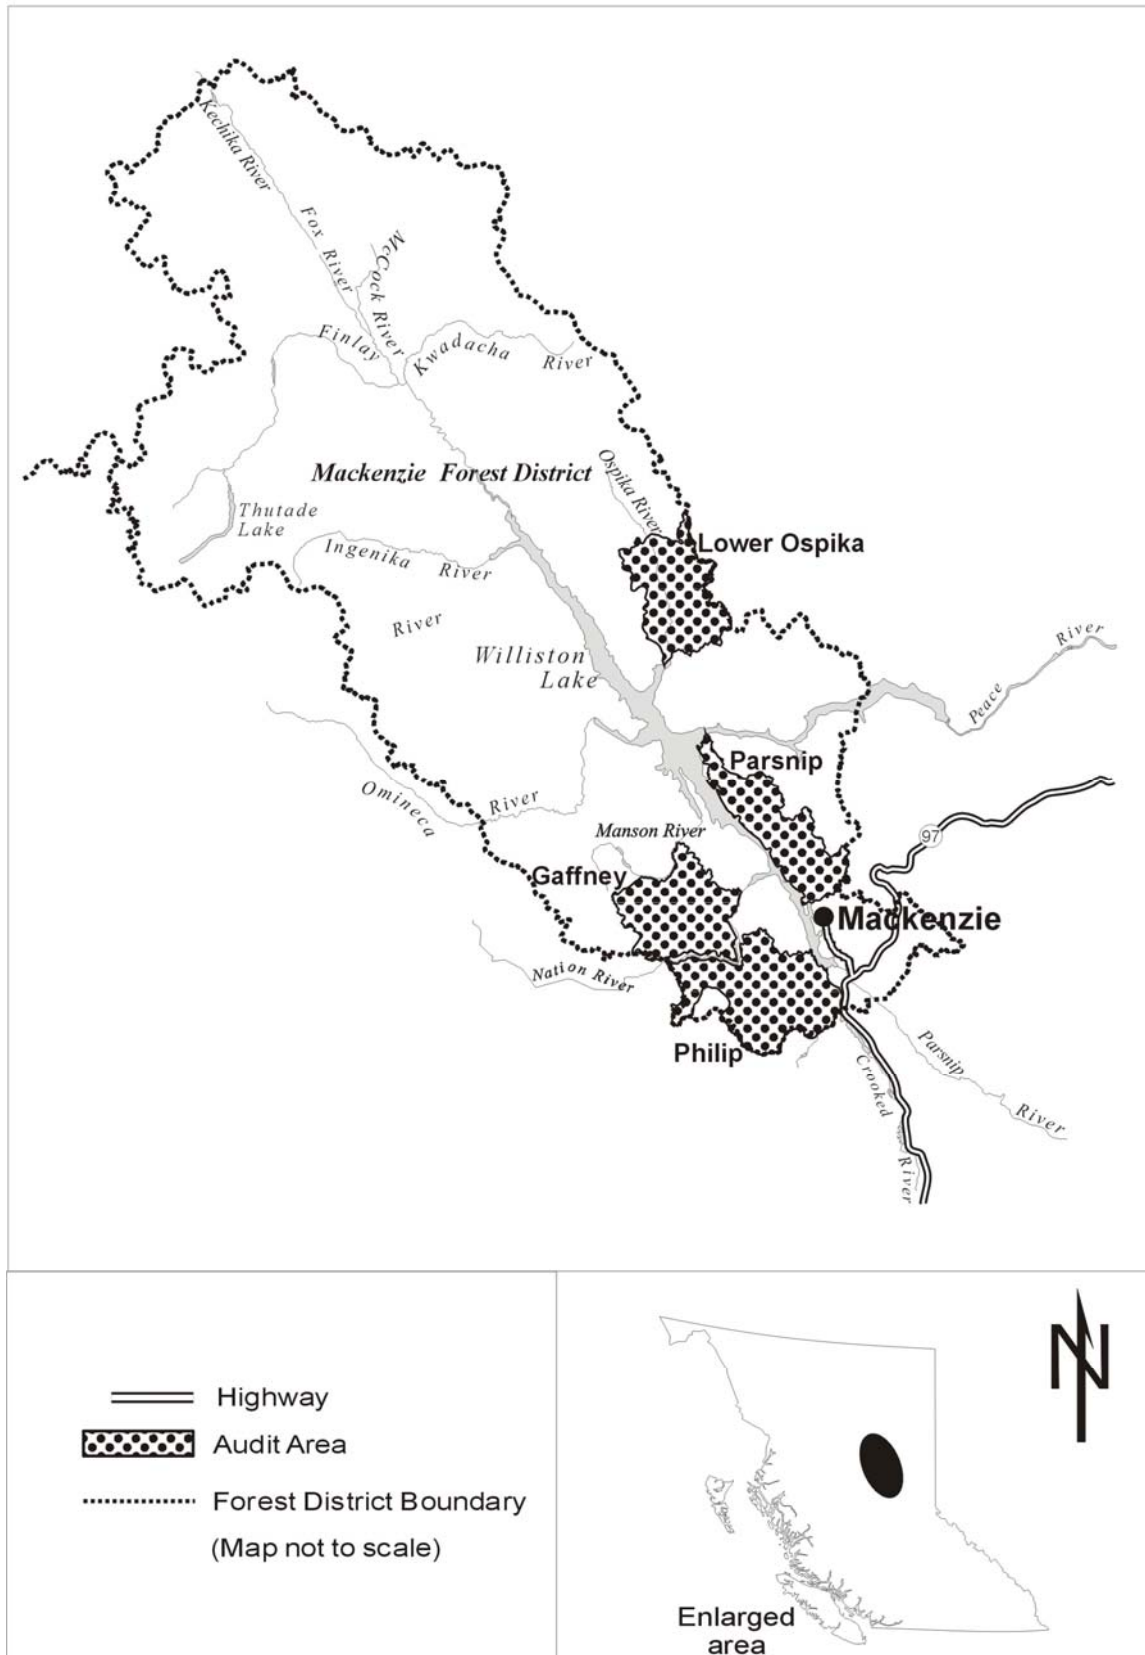 Kechika River
Fox River
McCock River
Finlay
Kwadacha River
Mackenzie Forest District
Ospika River
Thutade
Lake
Lower Ospika
Ingenika River
River
Williston
Lake
Peace River
Parsnip
Omineca River
97
Manson River
Gaffney
Mackenzie
Nation River
Philip
Parsnip River
Crooked River
Highway
Audit Area
Forest District Boundary
(Map not to scale)
N
Enlarged
area